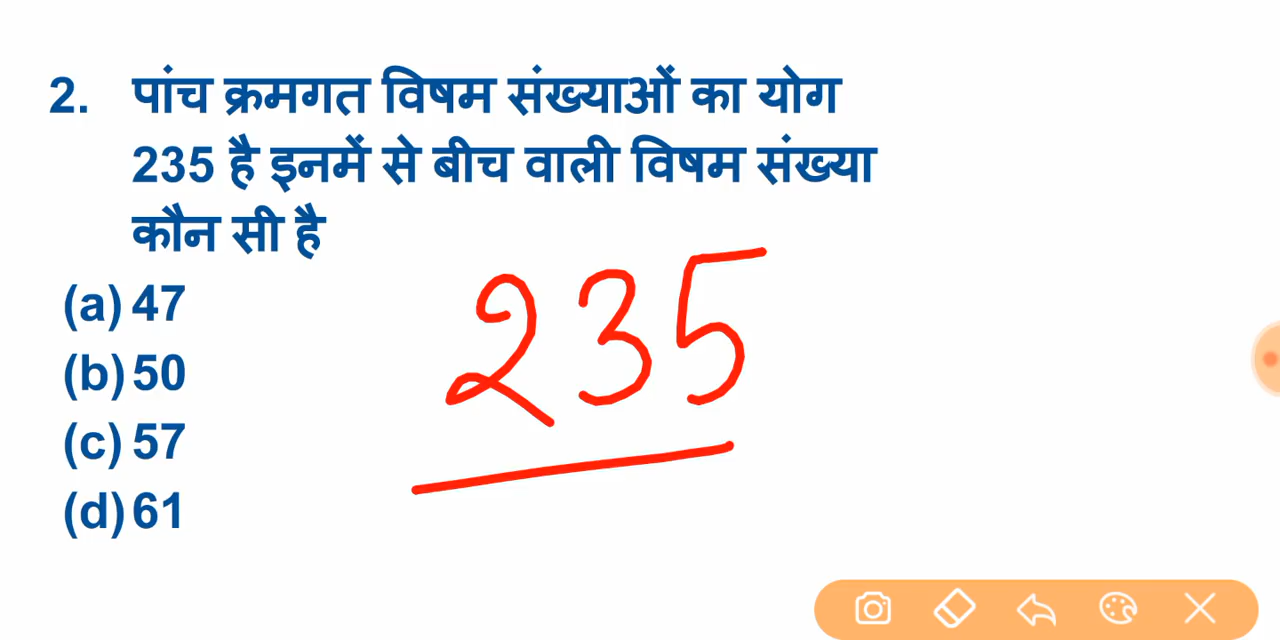 2. पांच क्रमगत विषम संख्याओं का योग
235 है इनमें से बीच वाली विषम संख्या
कौन सी है
(a) 47
(b) 50
(c) 57
(d) 61
235